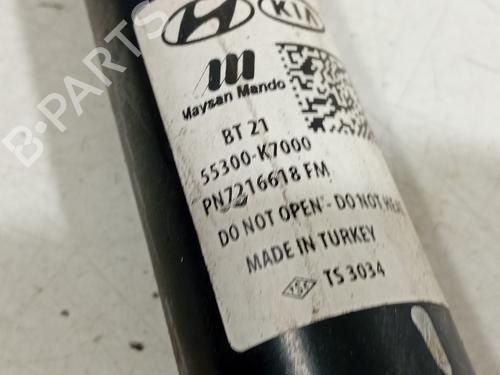 KIA
Maysan Mando
BT 21
55300-K7000
PN7216618 FM
DO NOT OPEN - DO NOT HEA
MADE IN TURKEY
TS 3034
B-PARTS